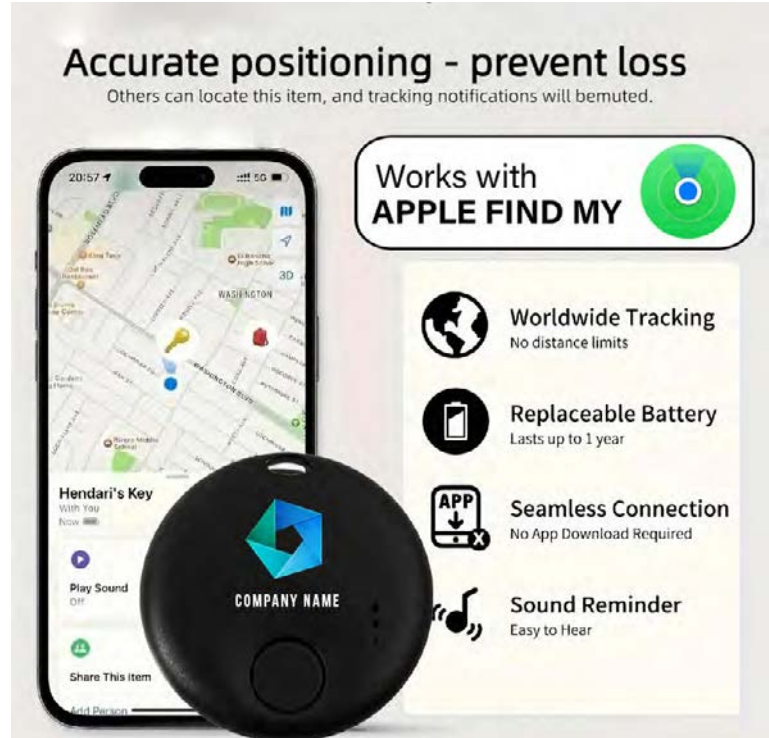 Accurate positioning - prevent loss
Others can locate this item, and tracking notifications will bemuted.
20:57
5G
Works with
APPLE FIND MY
3D
WASHINGTON
WASHINGTON BLVD
Worldwide Tracking
No distance limits
Replaceable Battery
Lasts up to 1 year
Hendari's Key
With You
Now
APP
Seamless Connection
No App Download Required
Play Sound
Off
COMPANY NAME
Sound Reminder
Easy to Hear
Share This item
Add Person